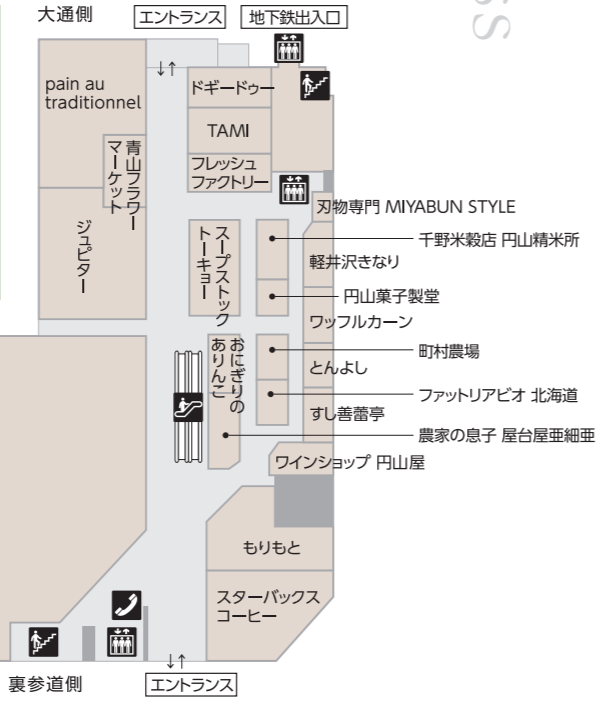 大通側
エントランス
地下鉄出入口
pain au
traditionnel
ドギードゥー
TAMI
フレッシュ
ファクトリー
青山フラワー
マーケット
ジュピター
スープストック
トーキョー
刃物専門 MIYABUN STYLE
千野米穀店 円山精米所
軽井沢きなり
円山菓子製堂
ワッフルカーン
おにぎりの
ありんこ
町村農場
とんよし
ファットリアビオ 北海道
すし善蕾亭
農家の息子 屋台屋亜細亜
ワインショップ 円山屋
もりもと
スターバックス
コーヒー
裏参道側
エントランス
SS